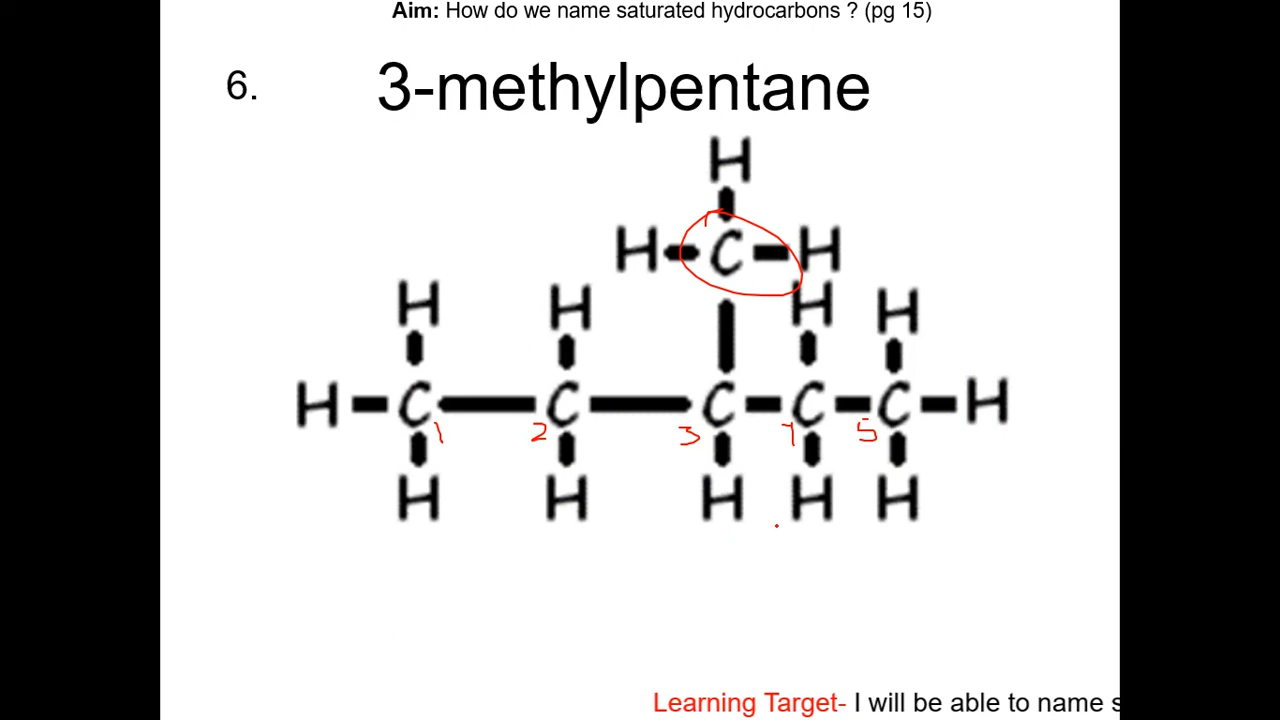 Aim: How do we name saturated hydrocarbons ? (pg 15)
6. 3-methylpentane
H
H C H
H H H H
H C C C C C H
1 2 3 4 5
H H H H H
Learning Target- I will be able to name s